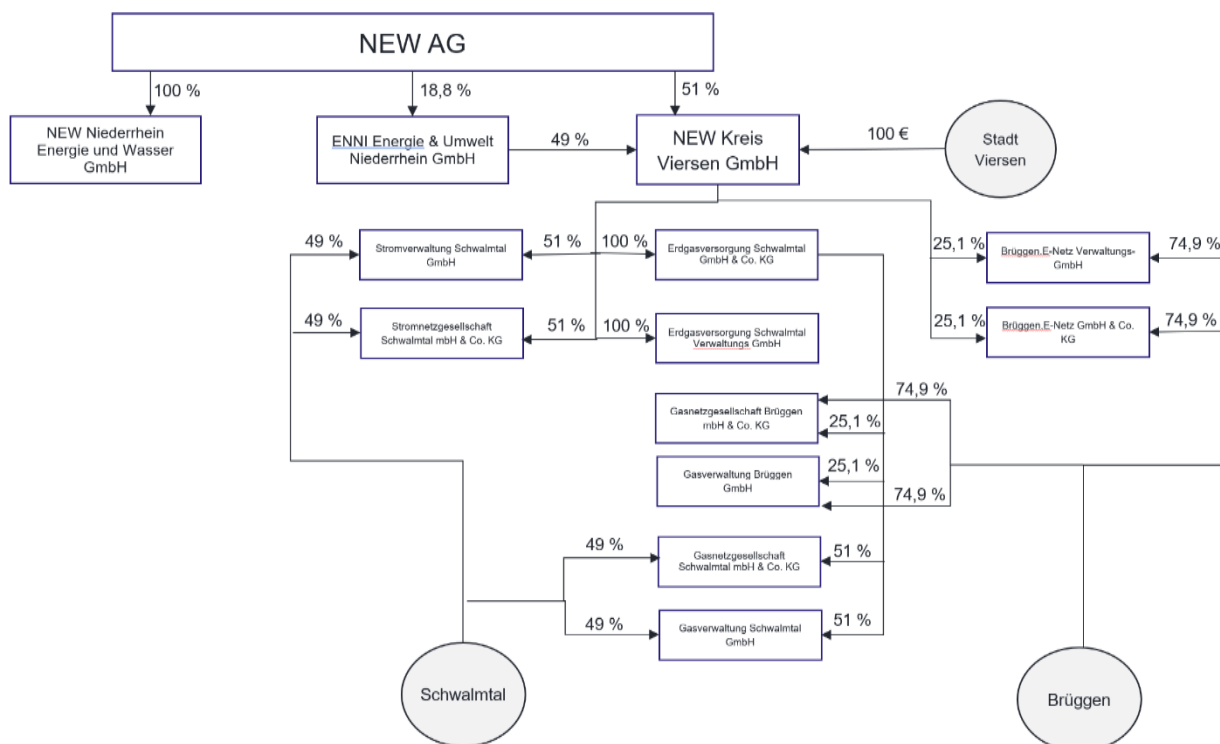 NEW AG
100 %
18,8 %
51 %
NEW Niederrhein
Energie und Wasser
GmbH
ENNI Energie & Umwelt
Niederrhein GmbH
49 %
NEW Kreis
Viersen GmbH
100 €
Stadt
Viersen
49 %
Stromverwaltung Schwalmtal
GmbH
51 %
100 %
Erdgasversorgung Schwalmtal
GmbH & Co. KG
25,1 %
Brüggen.E-Netz Verwaltungs-
GmbH
74,9 %
49 %
Stromnetzgesellschaft
Schwalmtal mbH & Co. KG
51 %
100 %
Erdgasversorgung Schwalmtal
Verwaltungs GmbH
25,1 %
Brüggen.E-Netz GmbH & Co.
KG
74,9 %
Gasnetzgesellschaft Brüggen
mbH & Co. KG
74,9 %
25,1 %
Gasverwaltung Brüggen
GmbH
25,1 %
74,9 %
49 %
Gasnetzgesellschaft
Schwalmtal mbH & Co. KG
51 %
49 %
Gasverwaltung Schwalmtal
GmbH
51 %
Schwalmtal
Brüggen